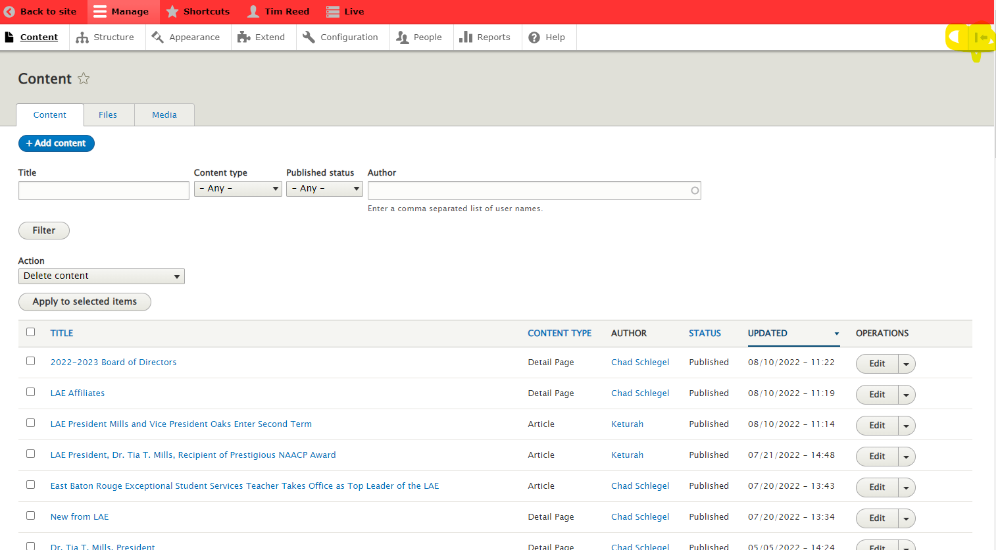 Back to site Manage Shortcuts Tim Reed Live
Content Structure Appearance Extend Configuration People Reports Help
Content
Content Files Media
+ Add content
Title Content type Published status Author
- Any - - Any -
Enter a comma separated list of user names.
Filter
Action
Delete content
Apply to selected items
TITLE CONTENT TYPE AUTHOR STATUS UPDATED OPERATIONS
2022-2023 Board of Directors Detail Page Chad Schlegel Published 08/10/2022 - 11:22 Edit
LAE Affiliates Detail Page Chad Schlegel Published 08/10/2022 - 11:19 Edit
LAE President Mills and Vice President Oaks Enter Second Term Article Keturah Published 08/10/2022 - 11:14 Edit
LAE President, Dr. Tia T. Mills, Recipient of Prestigious NAACP Award Article Keturah Published 07/21/2022 - 14:48 Edit
East Baton Rouge Exceptional Student Services Teacher Takes Office as Top Leader of the LAE Article Chad Schlegel Published 07/20/2022 - 13:43 Edit
New from LAE Detail Page Chad Schlegel Published 07/20/2022 - 13:34 Edit
Dr. Tia T. Mills, President Detail Page Chad Schlegel Published 05/05/2022 - 14:24 Edit